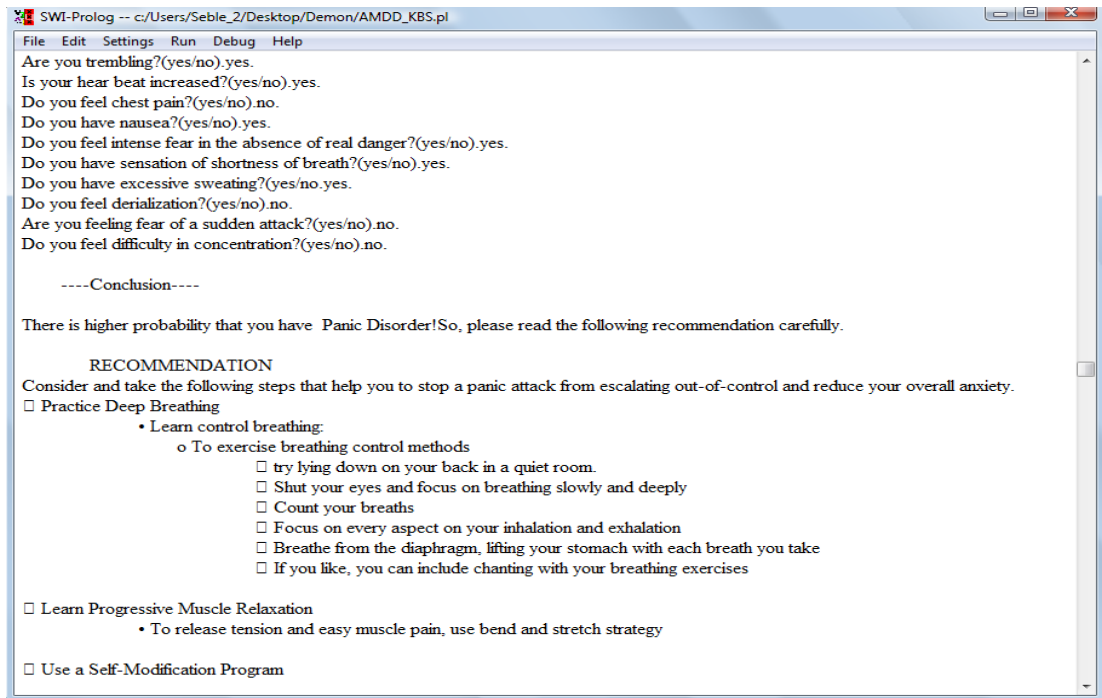 SWI-Prolog -- c:/Users/Seble_2/Desktop/Demon/AMDD_KBS.pl
File Edit Settings Run Debug Help
Are you trembling?(yes/no).yes.
Is your hear beat increased?(yes/no).yes.
Do you feel chest pain?(yes/no).no.
Do you have nausea?(yes/no).yes.
Do you feel intense fear in the absence of real danger?(yes/no).yes.
Do you have sensation of shortness of breath?(yes/no).yes.
Do you have excessive sweating?(yes/no.yes.
Do you feel derialization?(yes/no).no.
Are you feeling fear of a sudden attack?(yes/no).no.
Do you feel difficulty in concentration?(yes/no).no.
----Conclusion----
There is higher probability that you have  Panic Disorder!So, please read the following recommendation carefully.
RECOMMENDATION
Consider and take the following steps that help you to stop a panic attack from escalating out-of-control and reduce your overall anxiety.
□ Practice Deep Breathing
• Learn control breathing:
o To exercise breathing control methods
□ try lying down on your back in a quiet room.
□ Shut your eyes and focus on breathing slowly and deeply
□ Count your breaths
□ Focus on every aspect on your inhalation and exhalation
□ Breathe from the diaphragm, lifting your stomach with each breath you take
□ If you like, you can include chanting with your breathing exercises
□ Learn Progressive Muscle Relaxation
• To release tension and easy muscle pain, use bend and stretch strategy
□ Use a Self-Modification Program